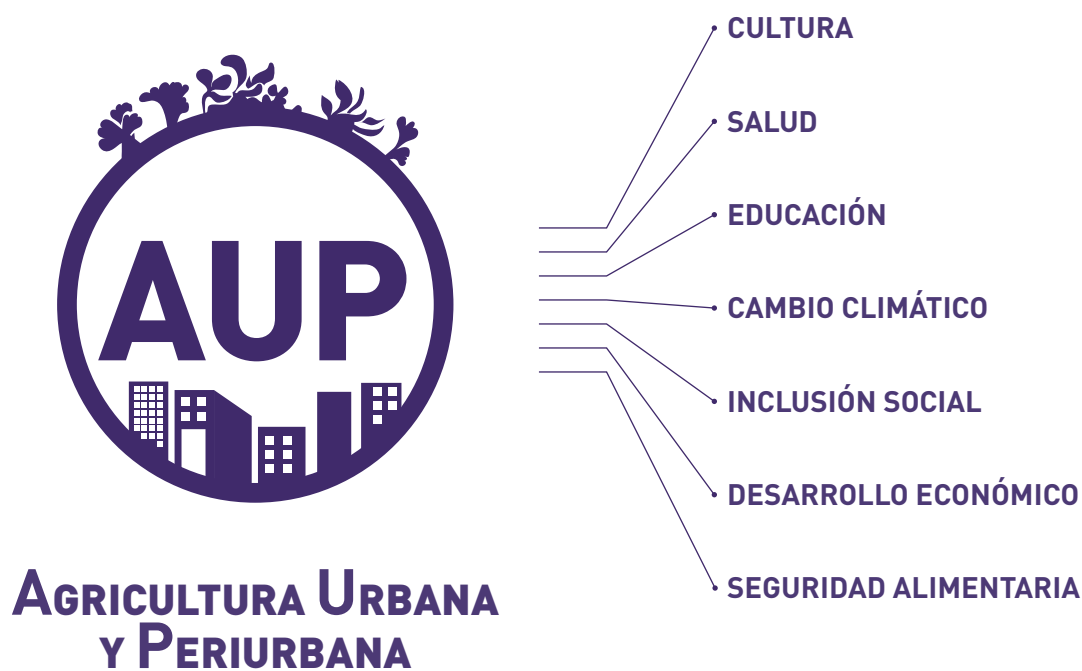 AUP
AGRICULTURA URBANA
Y PERIURBANA
CULTURA
SALUD
EDUCACIÓN
CAMBIO CLIMÁTICO
INCLUSIÓN SOCIAL
DESARROLLO ECONÓMICO
SEGURIDAD ALIMENTARIA